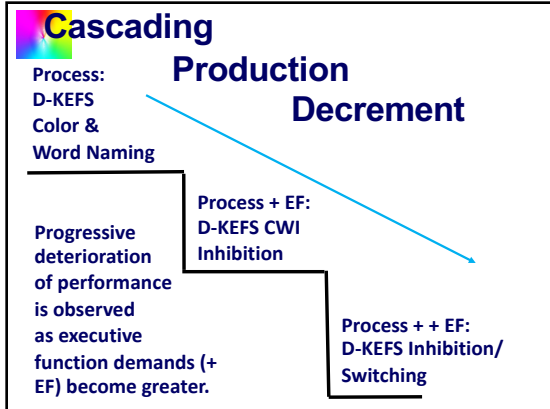 Cascading
Production
Decrement
Process:
D-KEFS
Color &
Word Naming
Process + EF:
D-KEFS CWI
Inhibition
Progressive
deterioration
of performance
is observed
as executive
function demands (+
EF) become greater.
Process + + EF:
D-KEFS Inhibition/
Switching